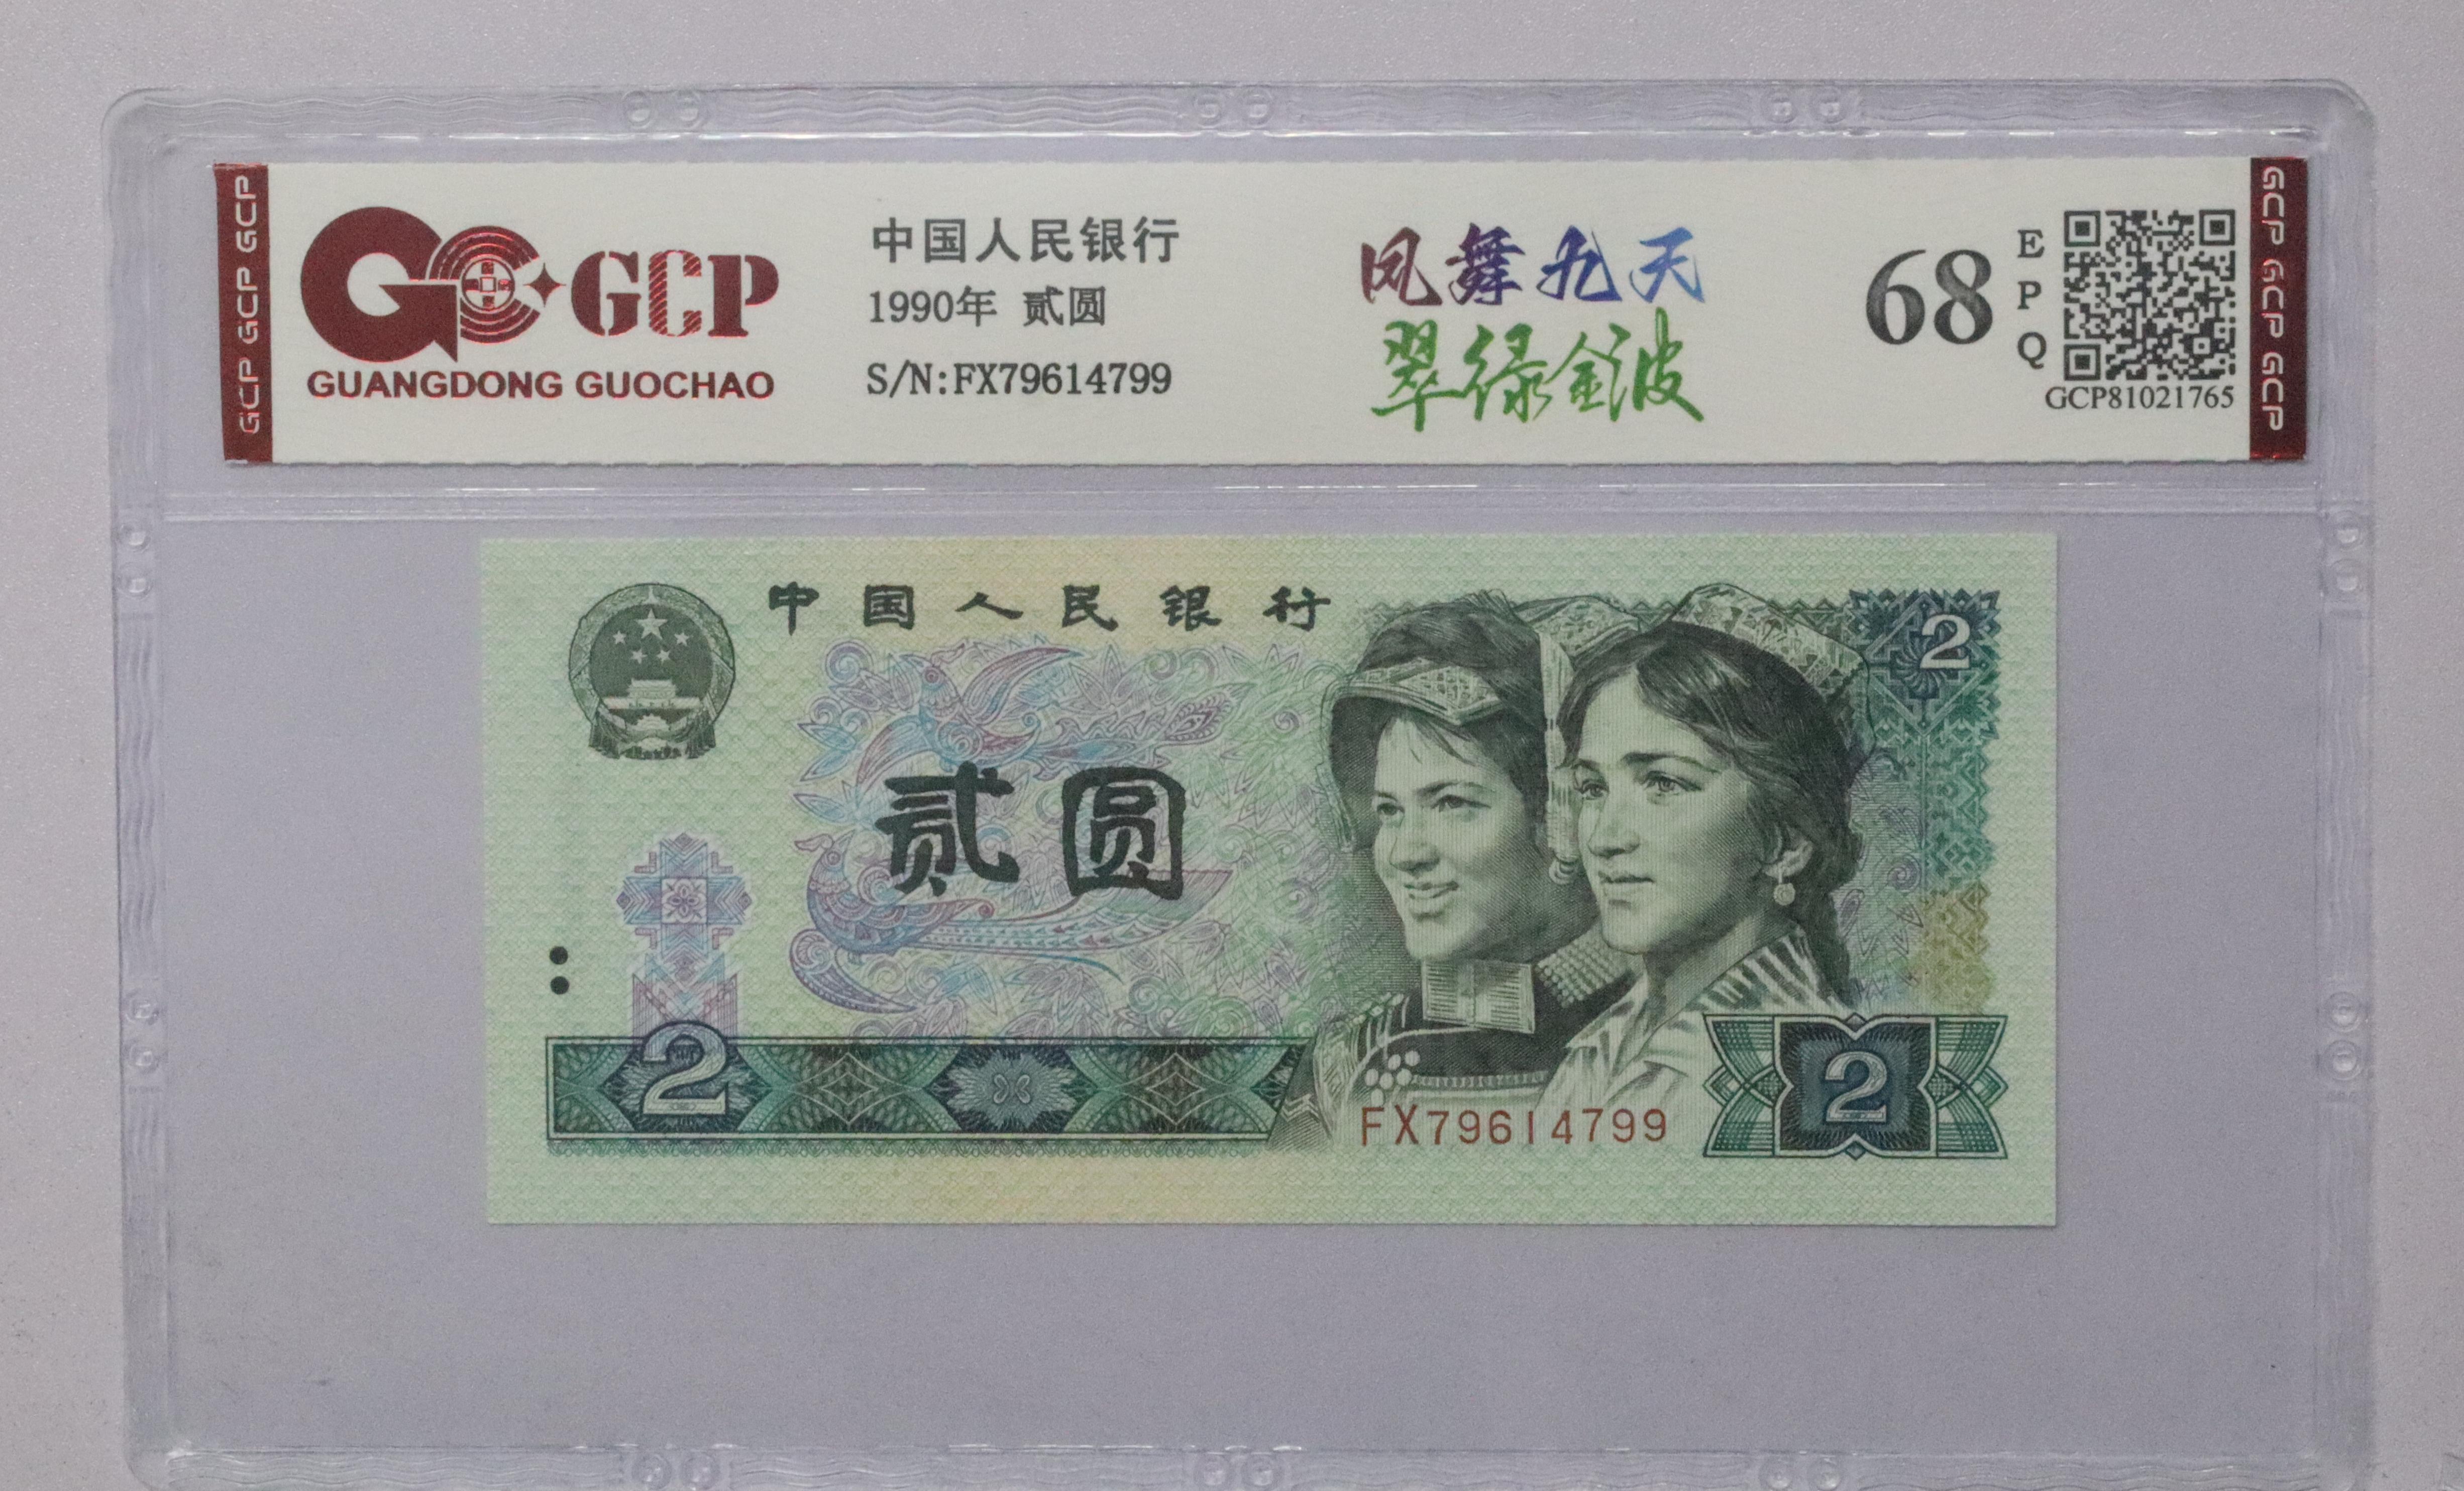 GCP GCP GCP
GCP
GUANGDONG GUOCHAO
中国人民银行
1990年 贰圆
S/N:FX79614799
凤舞九天
翠绿金波
68
EPQ
GCP81021765
GCP GCP GCP
中国人民银行
2
贰圆
2
FX79614799
2